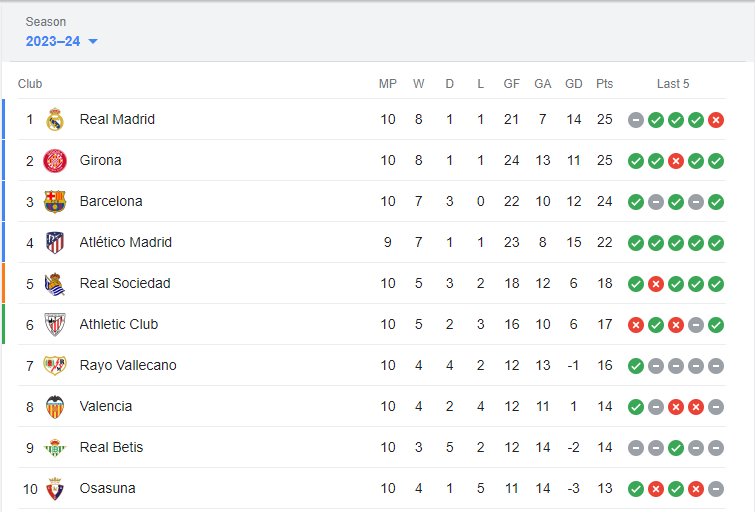 Season
2023–24
Club MP W D L GF GA GD Pts Last 5
1 Real Madrid 10 8 1 1 21 7 14 25
2 Girona 10 8 1 1 24 13 11 25
3 Barcelona 10 7 3 0 22 10 12 24
4 Atlético Madrid 9 7 1 1 23 8 15 22
5 Real Sociedad 10 5 3 2 18 12 6 18
6 Athletic Club 10 5 2 3 16 10 6 17
7 Rayo Vallecano 10 4 4 2 12 13 -1 16
8 Valencia 10 4 2 4 12 11 1 14
9 Real Betis 10 3 5 2 12 14 -2 14
10 Osasuna 10 4 1 5 11 14 -3 13